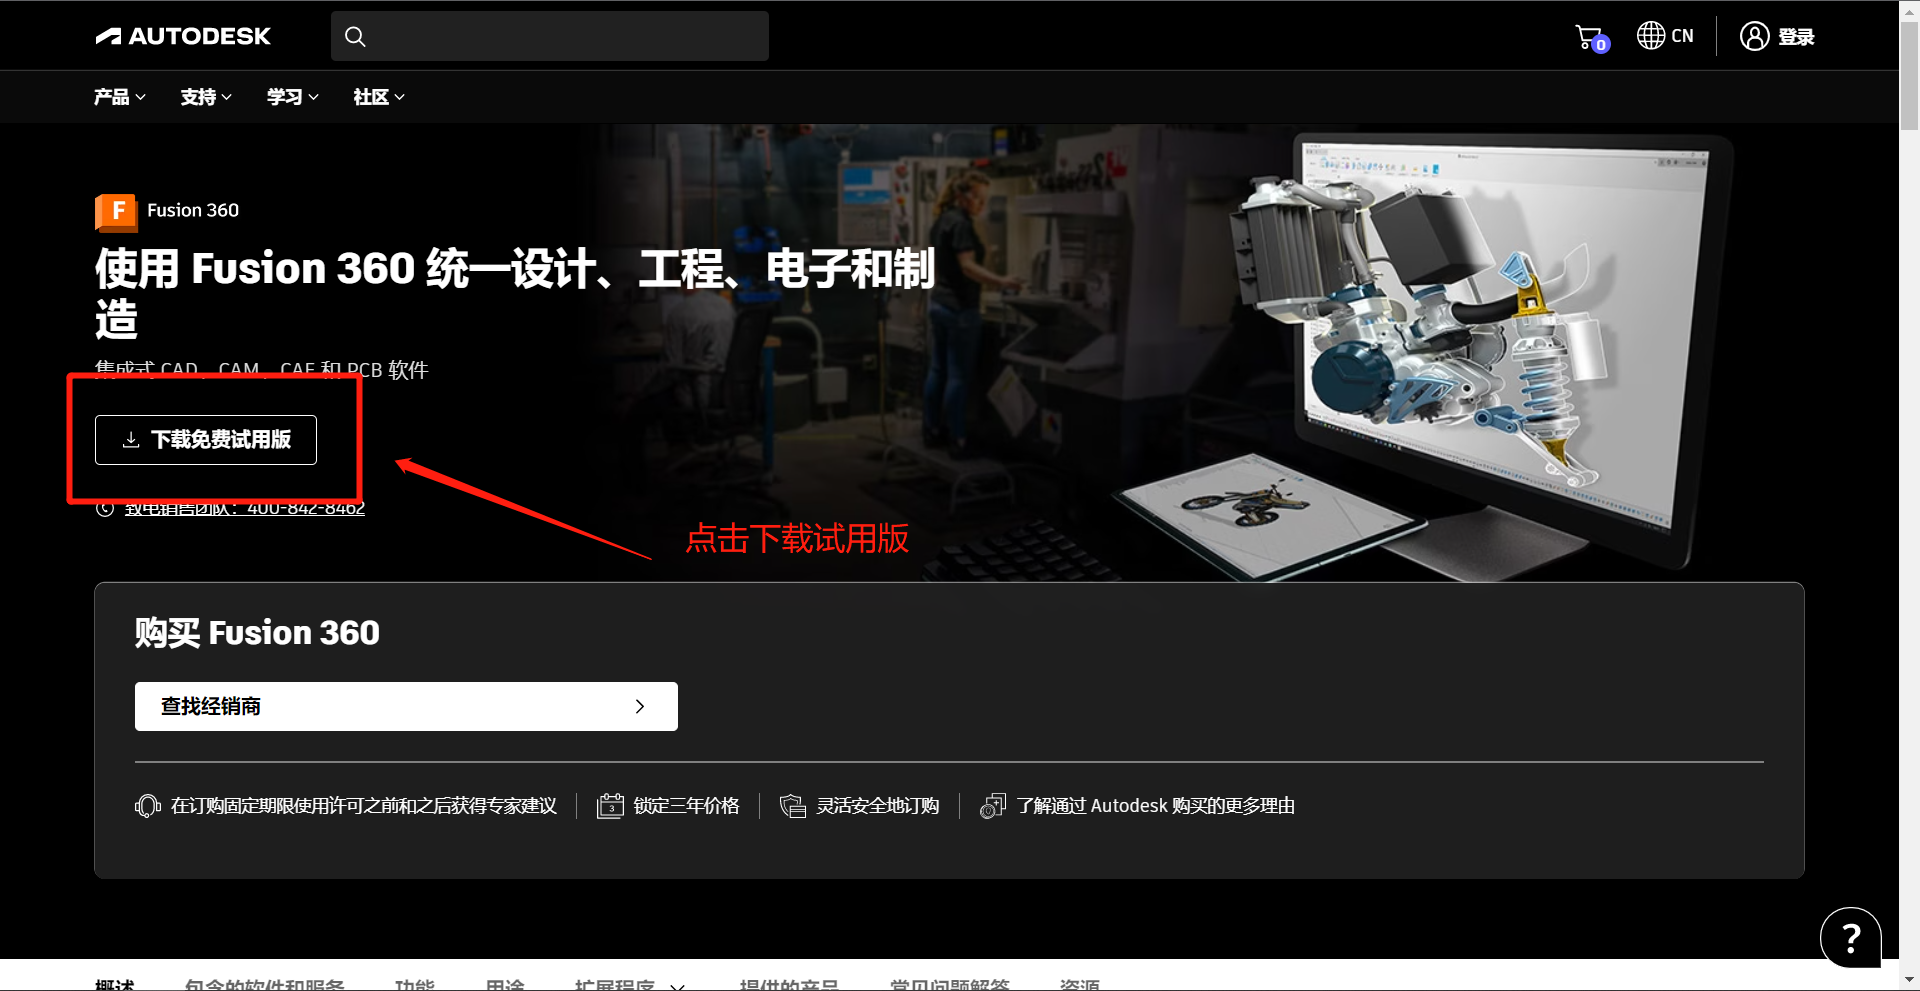 AUTODESK
0
CN
登录
产品
支持
学习
社区
F
Fusion 360
使用 Fusion 360 统一设计、工程、电子和制
造
集成式 CAD、CAM、CAE 和 PCB 软件
下载免费试用版
致电销售团队：400-842-8462
点击下载试用版
购买 Fusion 360
查找经销商
在订购固定期限使用许可之前和之后获得专家建议
3
锁定三年价格
灵活安全地订购
了解通过 Autodesk 购买的更多理由
?
概述
包含的软件和服务
功能
用途
扩展程序
提供的产品
常见问题解答
资源